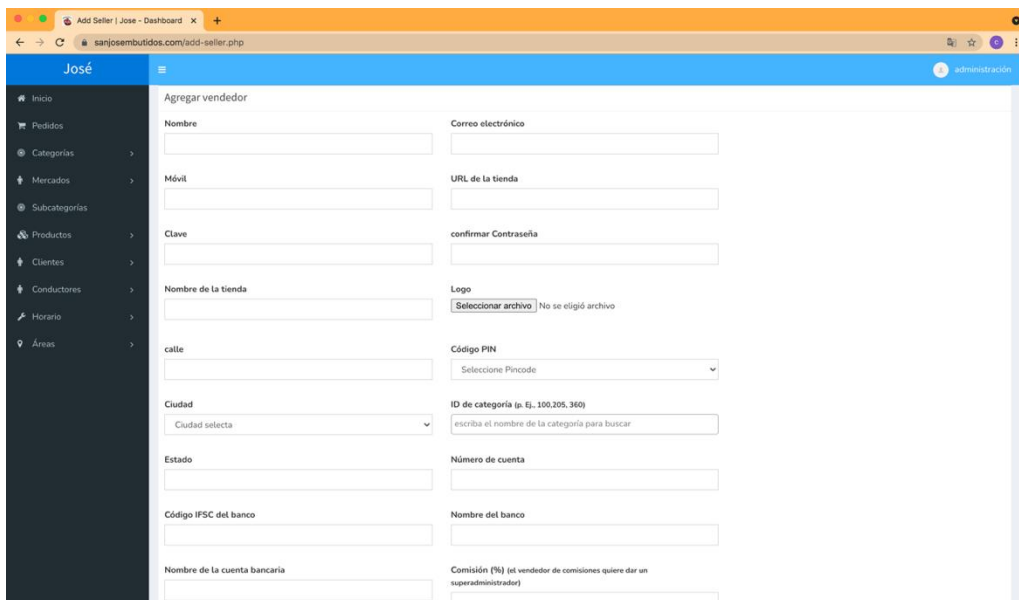 Add Seller | Jose - Dashboard
sanjosembutidos.com/add-seller.php
José
administración
Inicio
Pedidos
Categorías
Mercados
Subcategorías
Productos
Clientes
Conductores
Horario
Áreas
Agregar vendedor
Nombre
Correo electrónico
Móvil
URL de la tienda
Clave
confirmar Contraseña
Nombre de la tienda
Logo
Seleccionar archivo No se eligió archivo
calle
Código PIN
Seleccione Pincode
Ciudad
ID de categoría (p. Ej., 100,205, 360)
Ciudad selecta
escriba el nombre de la categoría para buscar
Estado
Número de cuenta
Código IFSC del banco
Nombre del banco
Nombre de la cuenta bancaria
Comisión (%) (el vendedor de comisiones quiere dar un
superadministrador)